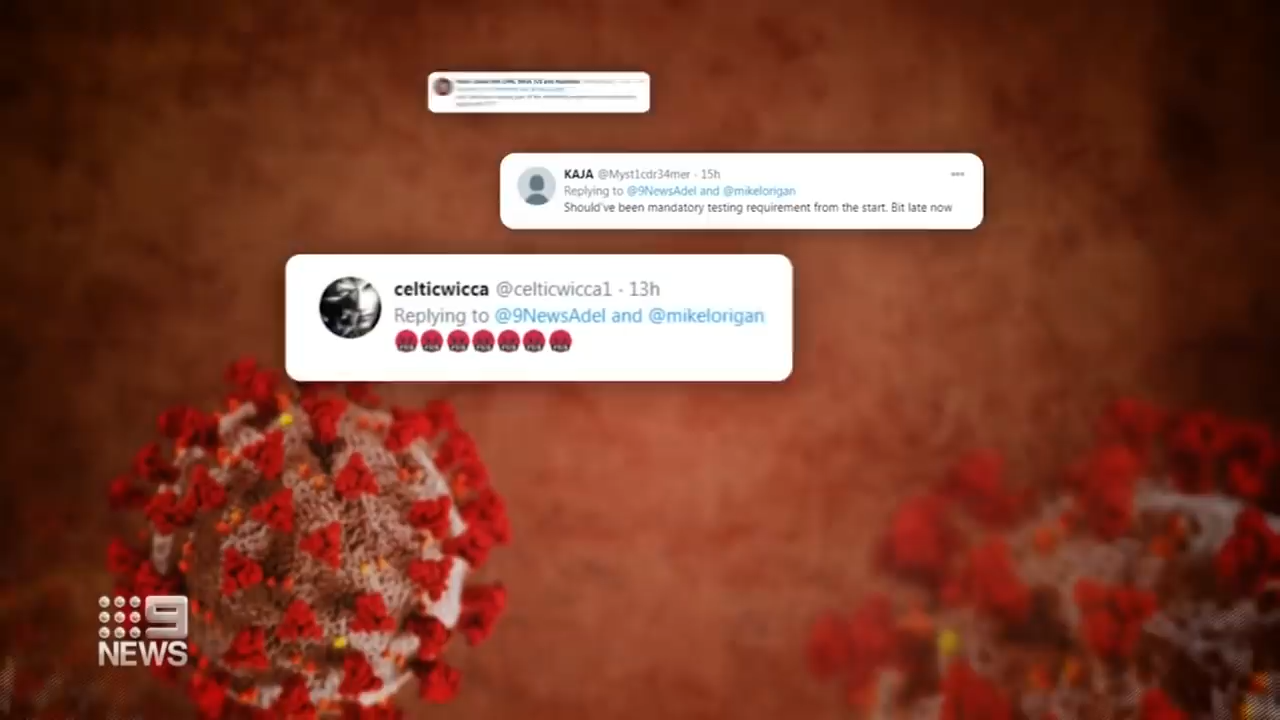 KAJA @Myst1cdr34mer · 15h
Replying to @9NewsAdel and @mikelorigan
Should've been mandatory testing requirement from the start. Bit late now
celticwicca @celticwicca1 · 13h
Replying to @9NewsAdel and @mikelorigan
9
NEWS